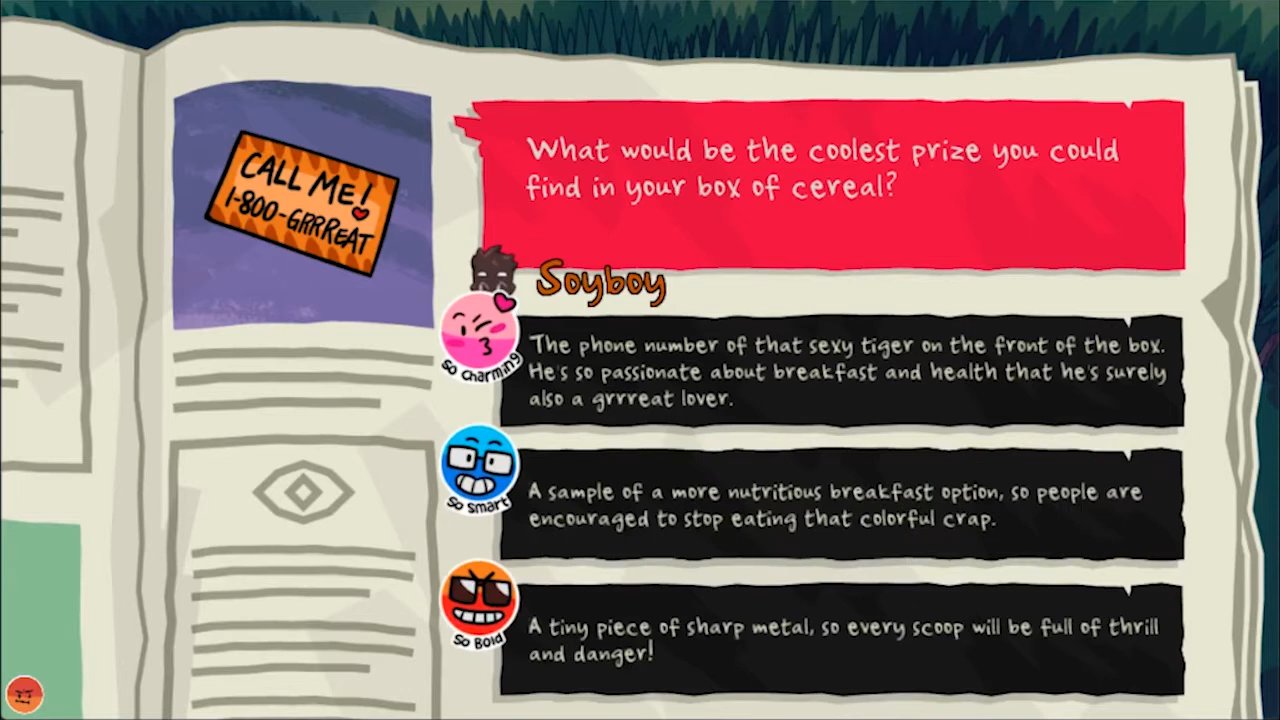 CALL ME!
1-800-GRRREAT
What would be the coolest prize you could
find in your box of cereal?
Soyboy
So Charming
The phone number of that sexy tiger on the front of the box.
He's so passionate about breakfast and health that he's surely
also a grrreat lover.
So Smart
A sample of a more nutritious breakfast option, so people are
encouraged to stop eating that colorful crap.
So Bold
A tiny piece of sharp metal, so every scoop will be full of thrill
and danger!